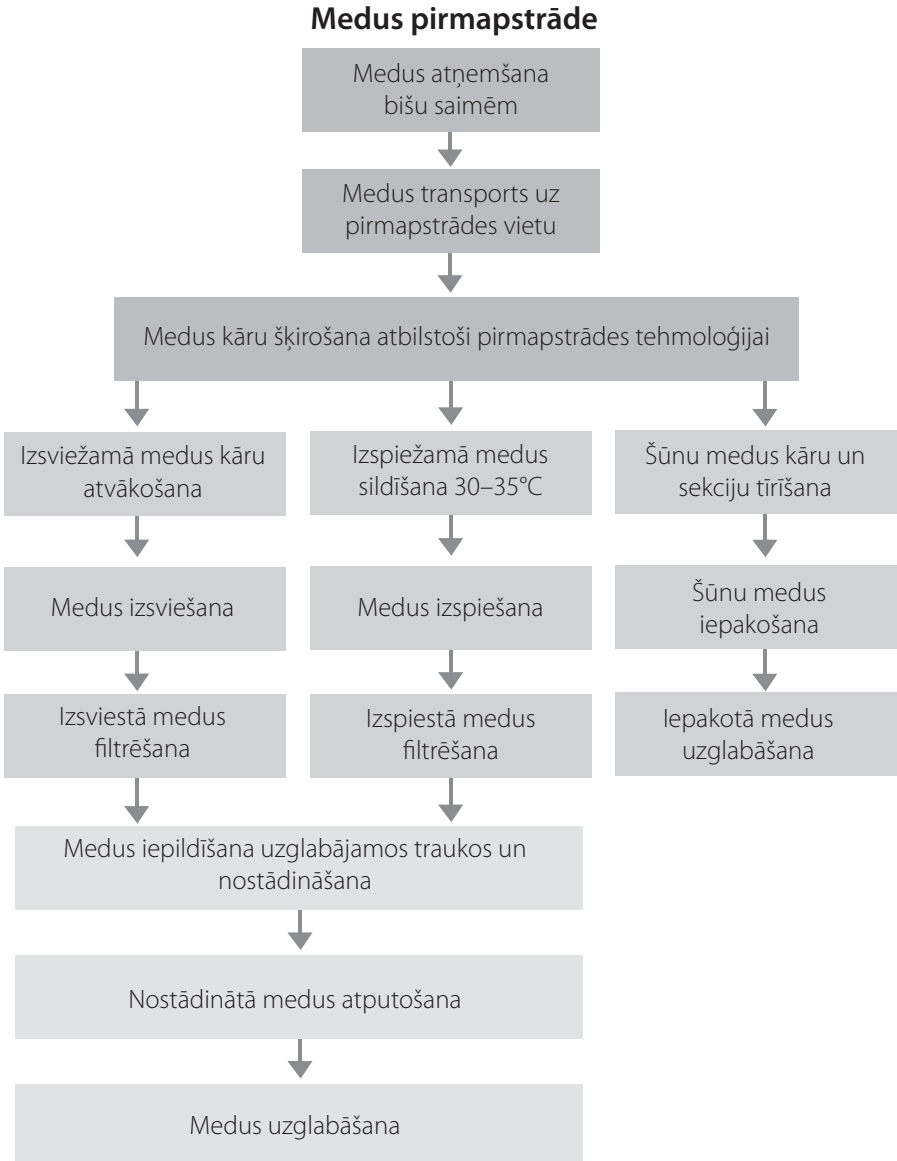 Medus pirmapstrāde
Medus atņemšana
bišu saimēm
Medus transports uz
pirmapstrādes vietu
Medus kāru šķirošana atbilstoši pirmapstrādes tehmoloģijai
Izsviežamā medus kāru
atvākošana
Izspiežamā medus
sildīšana 30–35°C
Šūnu medus kāru un
sekciju tīrīšana
Medus izsviešana
Medus izspiešana
Šūnu medus
iepakošana
Izsviestā medus
filtrēšana
Izspiestā medus
filtrēšana
Iepakotā medus
uzglabāšana
Medus iepildīšana uzglabājamos traukos un
nostādināšana
Nostādinātā medus atputošana
Medus uzglabāšana